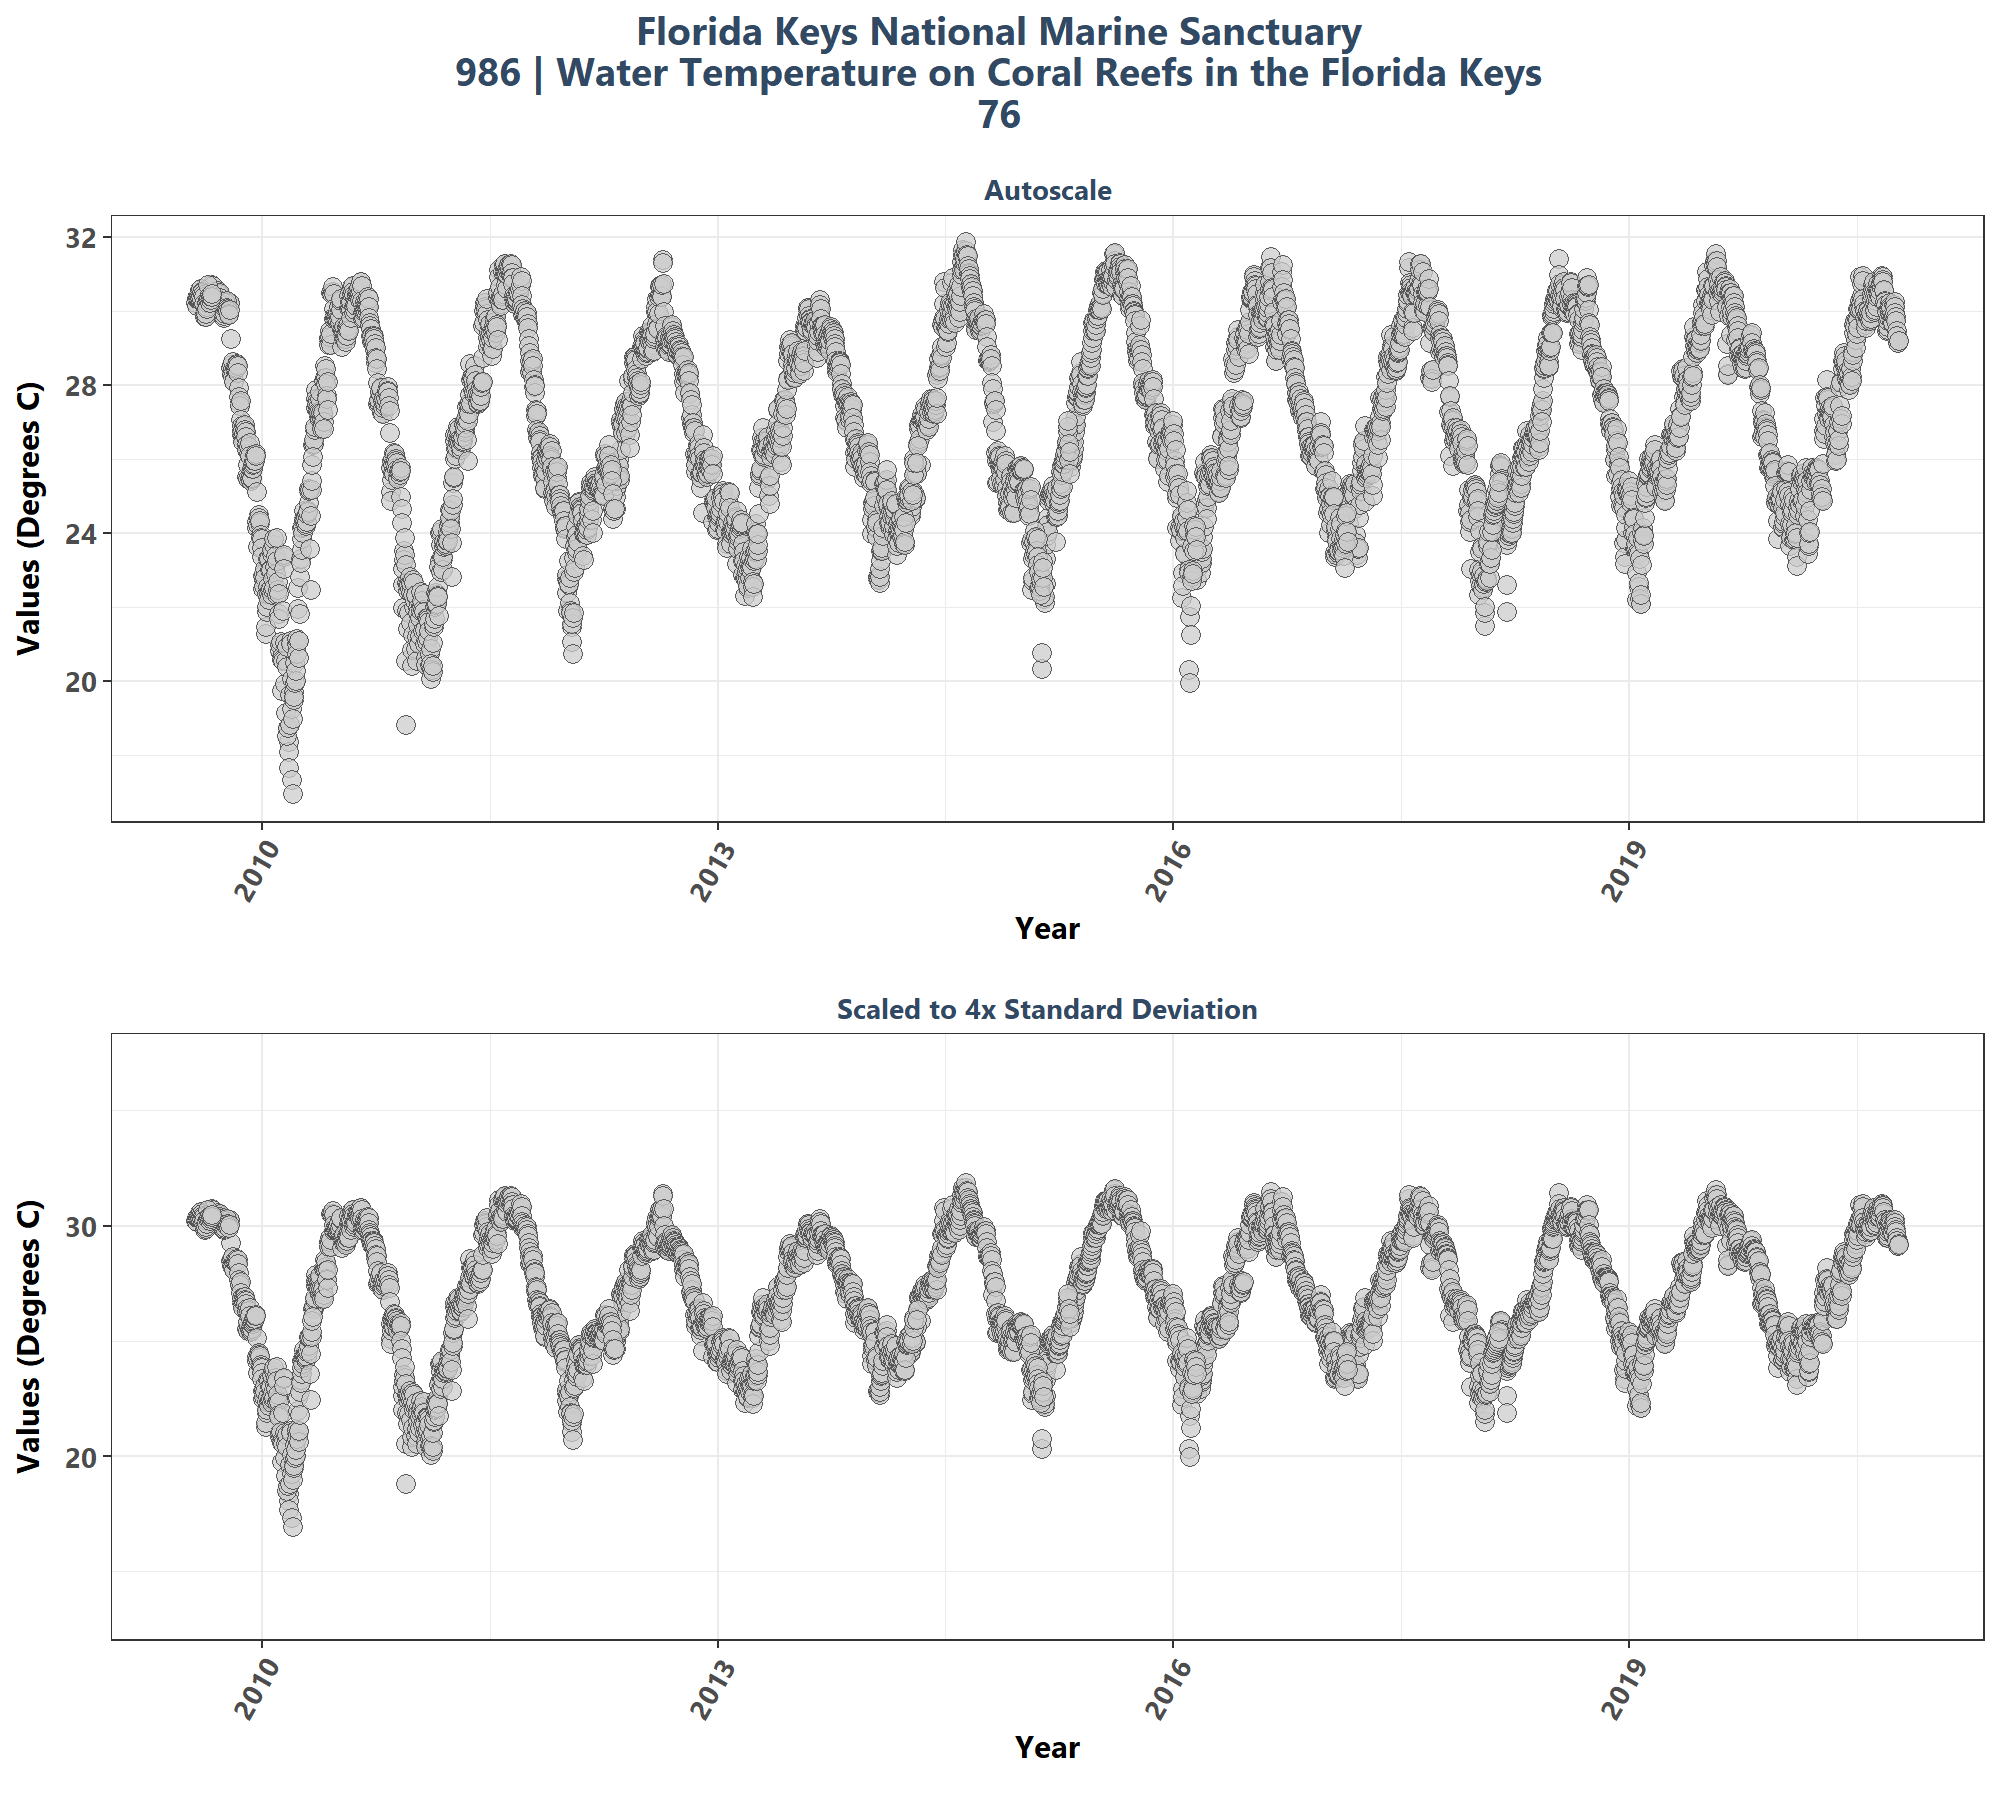 Florida Keys National Marine Sanctuary
986 | Water Temperature on Coral Reefs in the Florida Keys
76
Autoscale
32
28
24
20
Values (Degrees C)
2010
2013
2016
2019
Year
Scaled to 4x Standard Deviation
30
20
Values (Degrees C)
2010
2013
2016
2019
Year